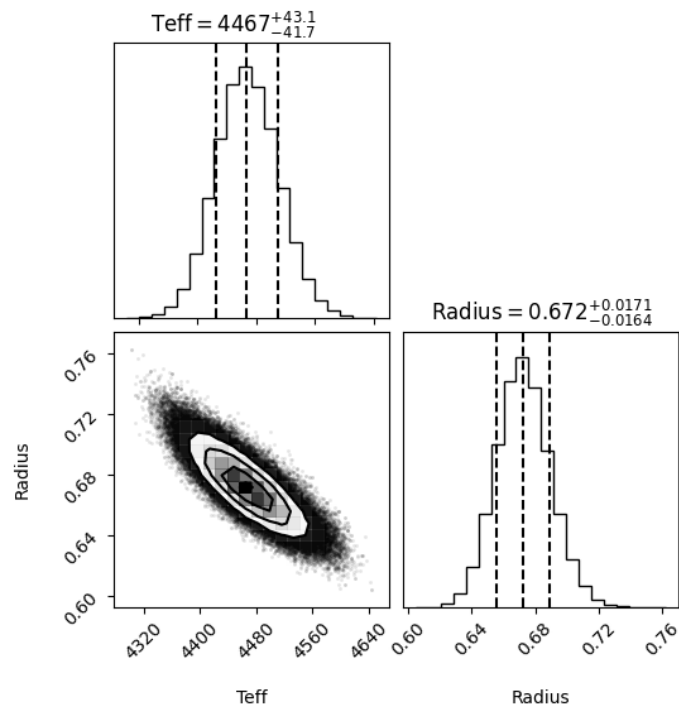 Teff = 4467 +43.1 −41.7
Radius = 0.672 +0.0171 −0.0164
0.76
0.72
0.68
0.64
0.60
Radius
4320 4400 4480 4560 4640
Teff
0.60 0.64 0.68 0.72 0.76
Radius